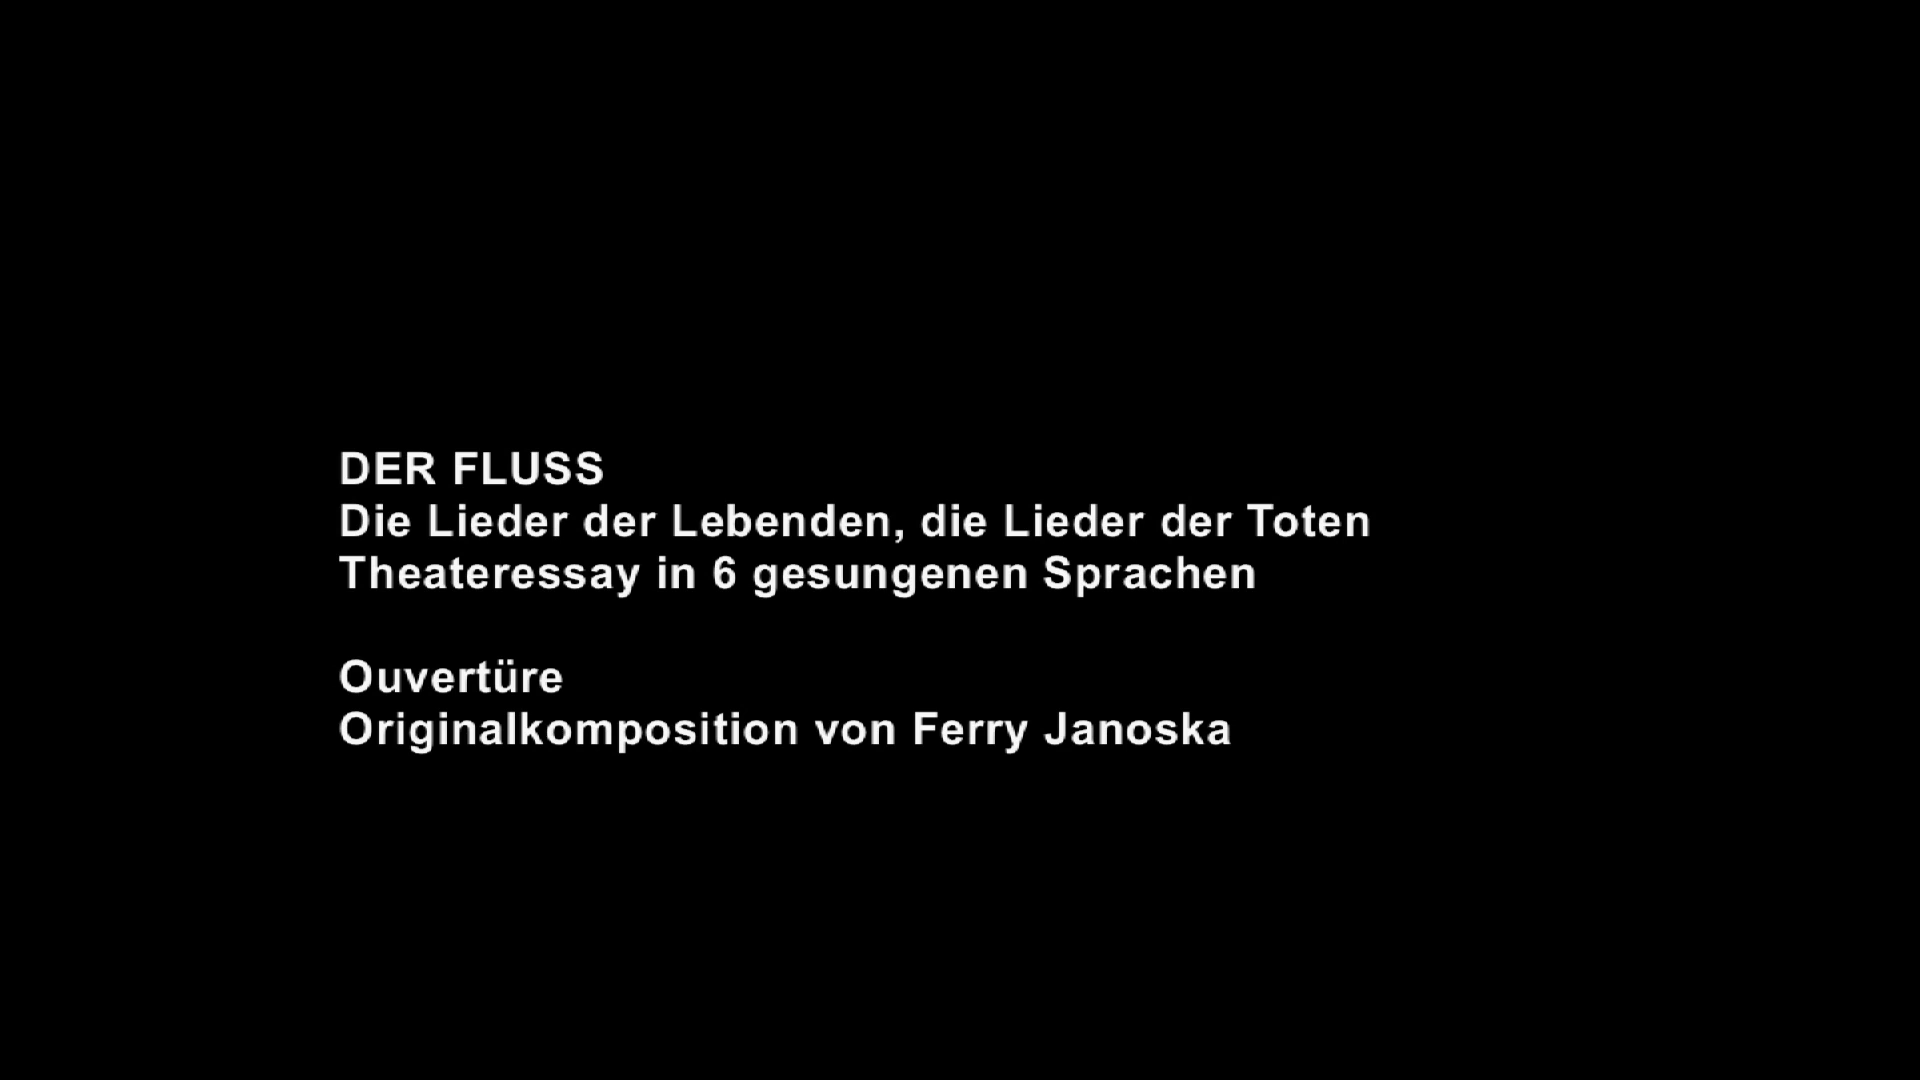 DER FLUSS
Die Lieder der Lebenden, die Lieder der Toten
Theateressay in 6 gesungenen Sprachen
Ouvertüre
Originalkomposition von Ferry Janoska